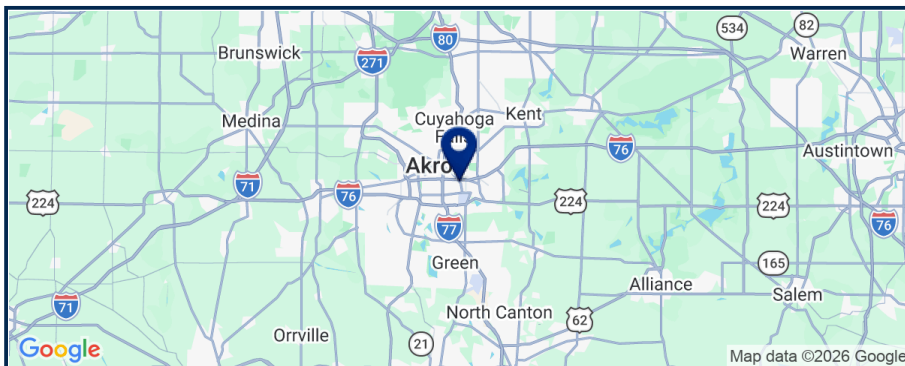 80
534
82
Brunswick
Warren
271
Medina
Cuyahoga
Kent
76
Austintown
71
76
224
224
224
76
77
Green
165
Alliance
Salem
71
North Canton
62
Orrville
21
Google
Map data ©2026 Google